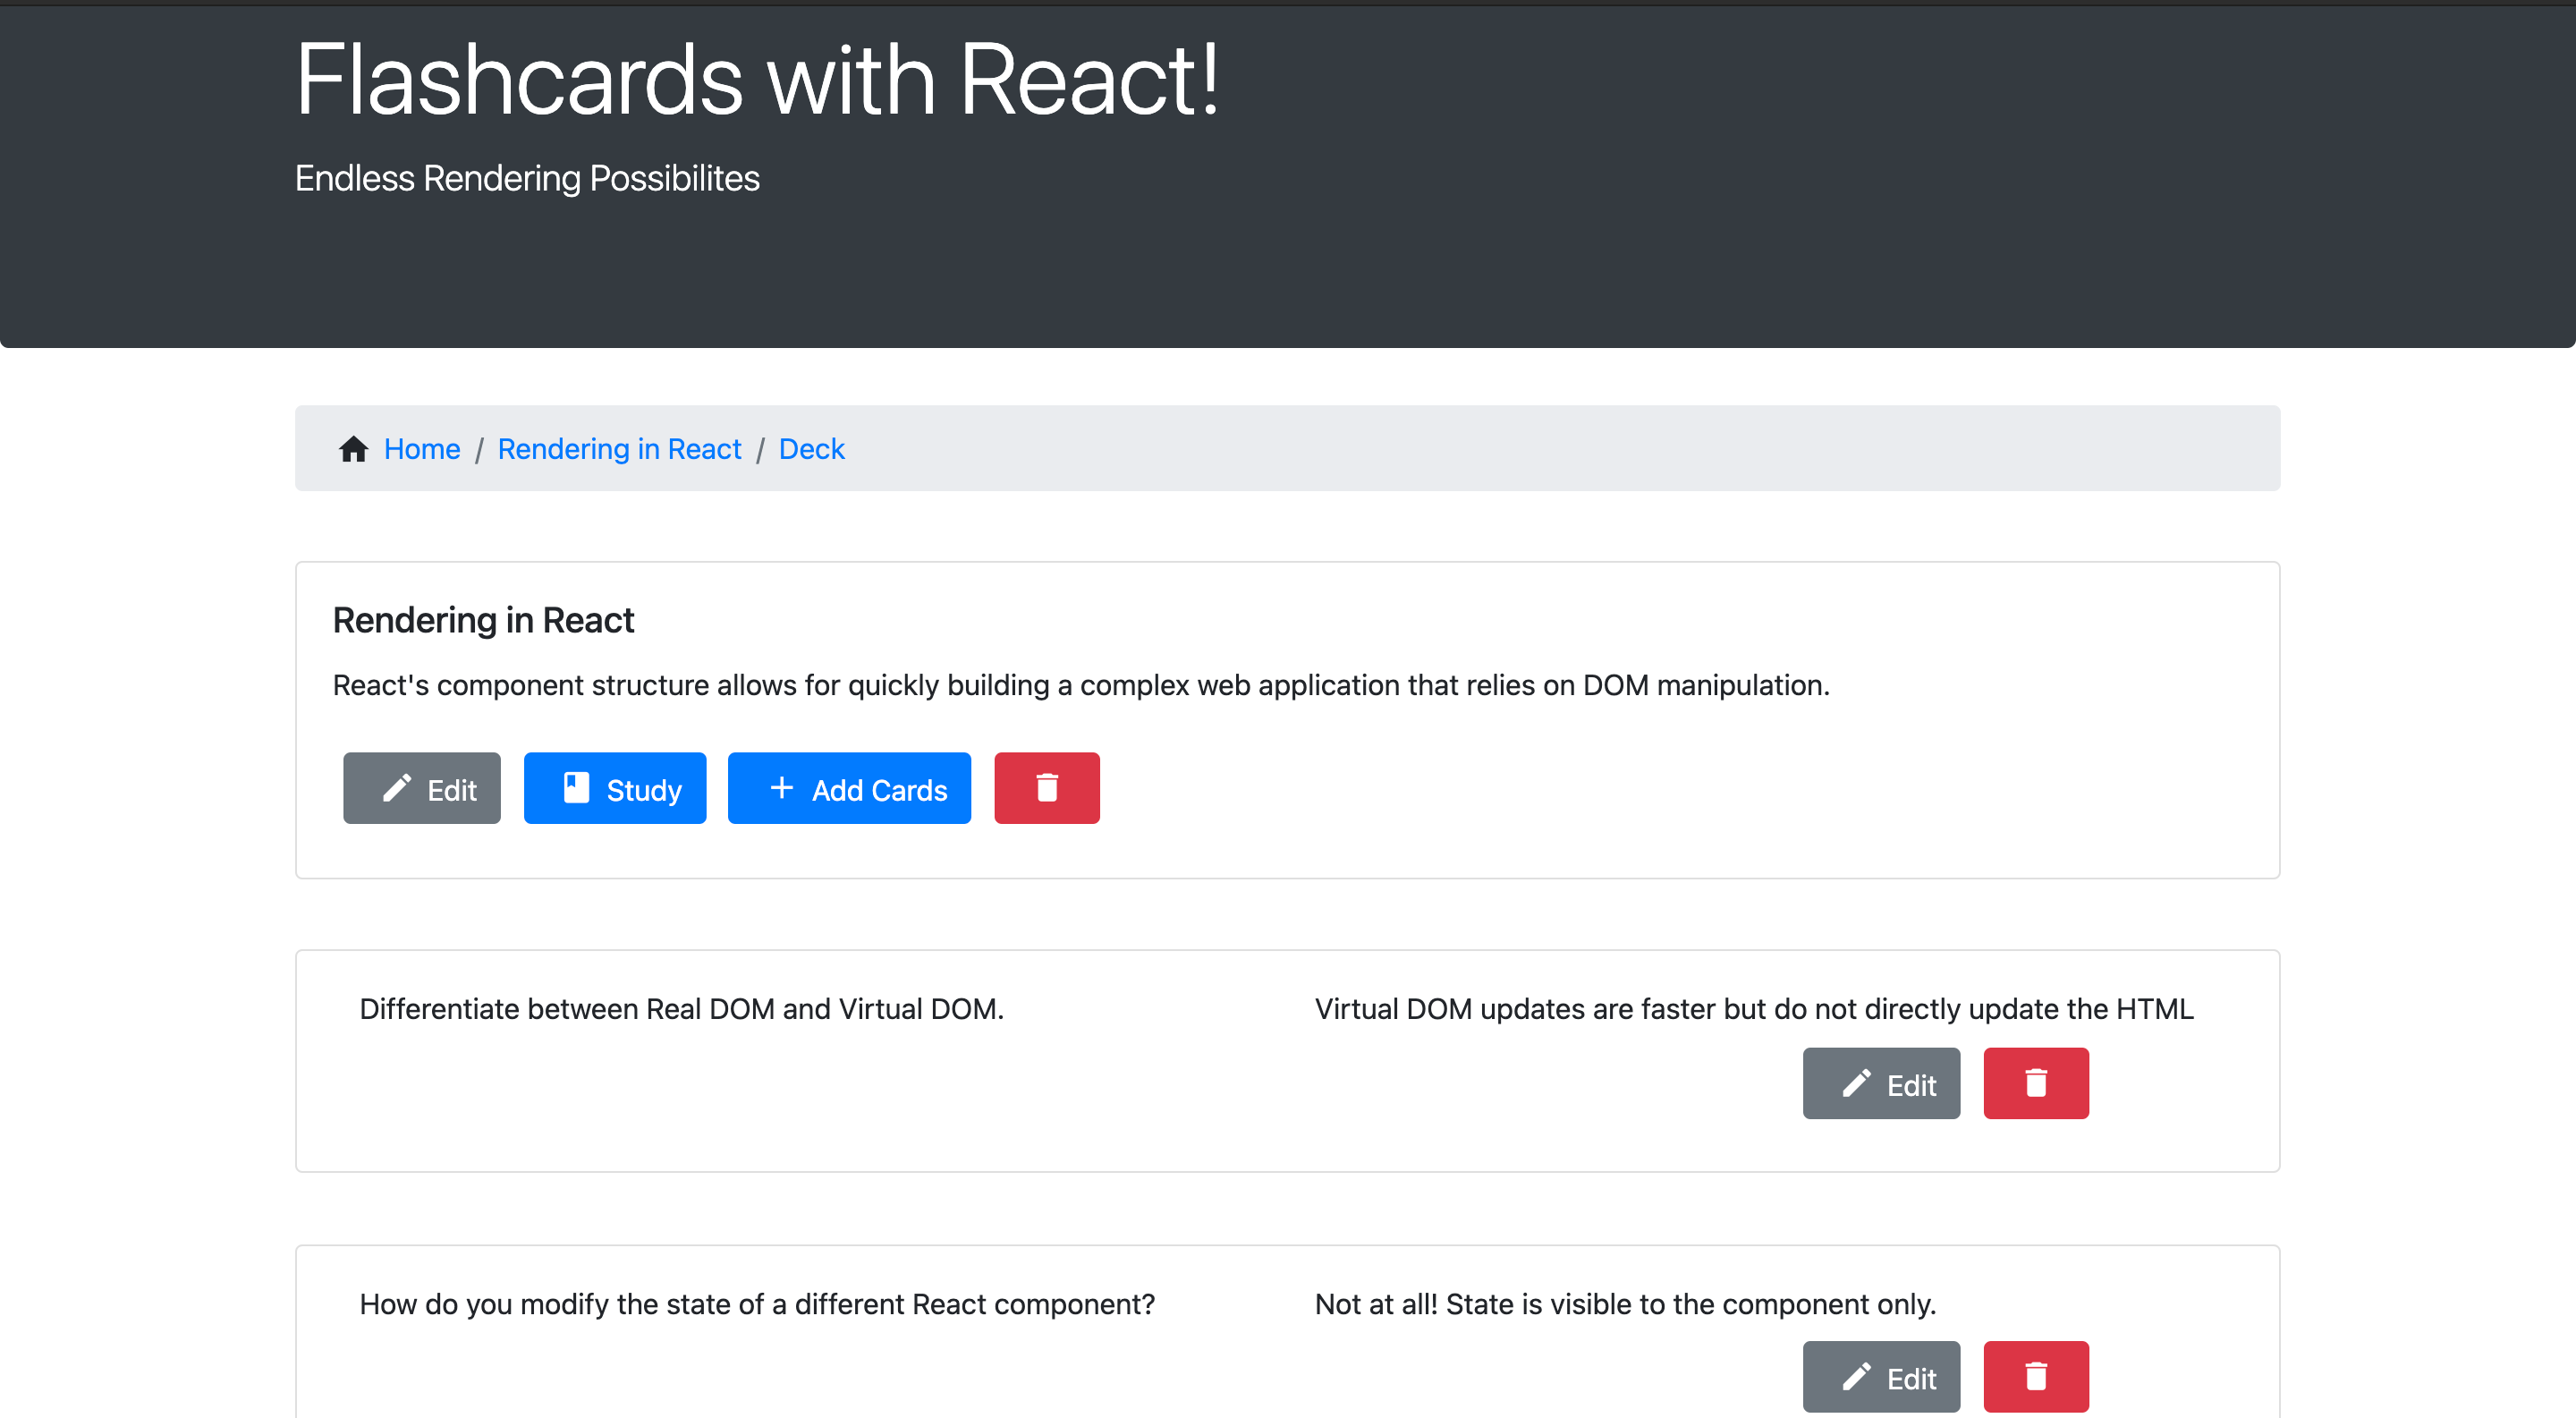 Flashcards with React!
Endless Rendering Possibilites
Home / Rendering in React / Deck
Rendering in React
React's component structure allows for quickly building a complex web application that relies on DOM manipulation.
Edit Study + Add Cards
Differentiate between Real DOM and Virtual DOM. Virtual DOM updates are faster but do not directly update the HTML
Edit
How do you modify the state of a different React component? Not at all! State is visible to the component only.
Edit